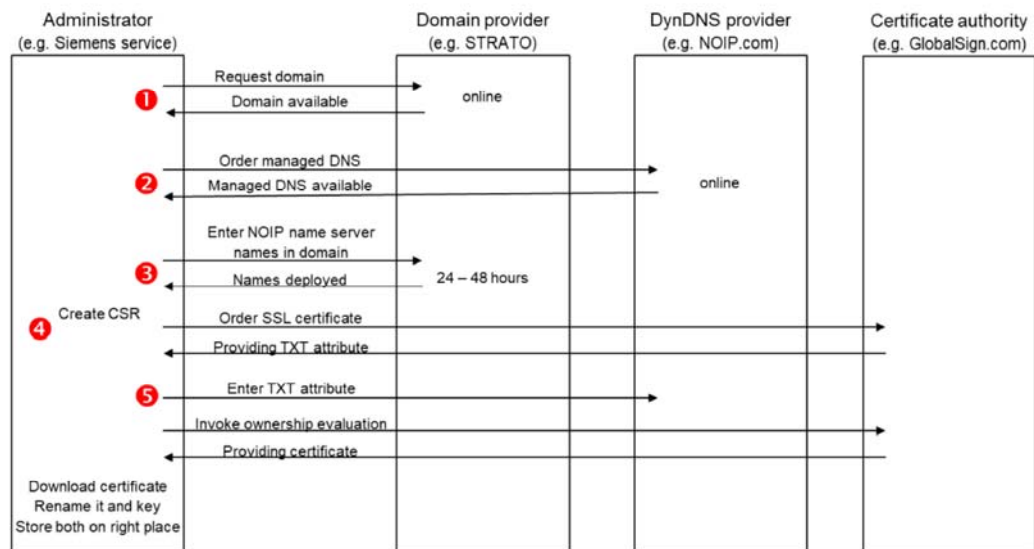 Administrator
(e.g. Siemens service)
Domain provider
(e.g. STRATO)
DynDNS provider
(e.g. NOIP.com)
Certificate authority
(e.g. GlobalSign.com)
Request domain
1
Domain available
online
Order managed DNS
2
Managed DNS available
online
Enter NOIP name server
names in domain
3
Names deployed
24 – 48 hours
Create CSR
4
Order SSL certificate
Providing TXT attribute
5
Enter TXT attribute
Invoke ownership evaluation
Providing certificate
Download certificate
Rename it and key
Store both on right place